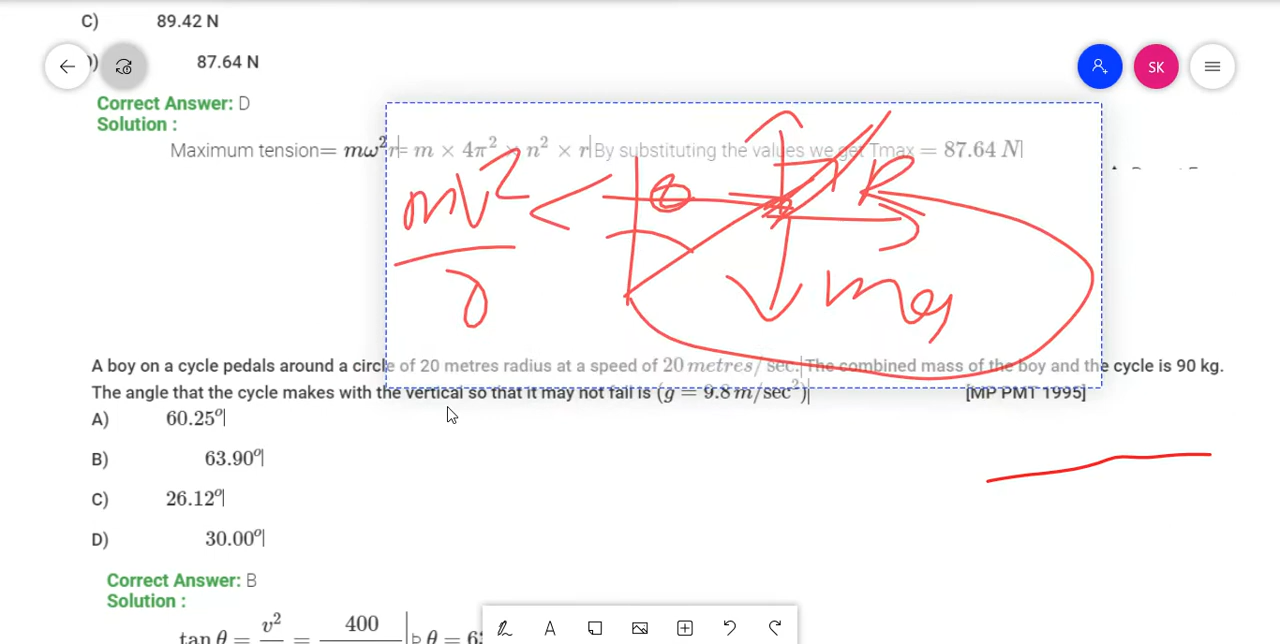 C) 89.42 N
D) 87.64 N
SK
Correct Answer: D
Solution :
Maximum tension= mω²r|= m × 4π² × n² × r|By substituting the values we get Tmax = 87.64 N|
mv²
r
θ
R
mg
A boy on a cycle pedals around a circle of 20 metres radius at a speed of 20 metres/sec.|The combined mass of the boy and the cycle is 90 kg.
The angle that the cycle makes with the vertical so that it may not fall is (g = 9.8 m/sec²)| [MP PMT 1995]
A) 60.25°|
B) 63.90°|
C) 26.12°|
D) 30.00°|
Correct Answer: B
Solution :
tan θ = v² = 400 θ = 63